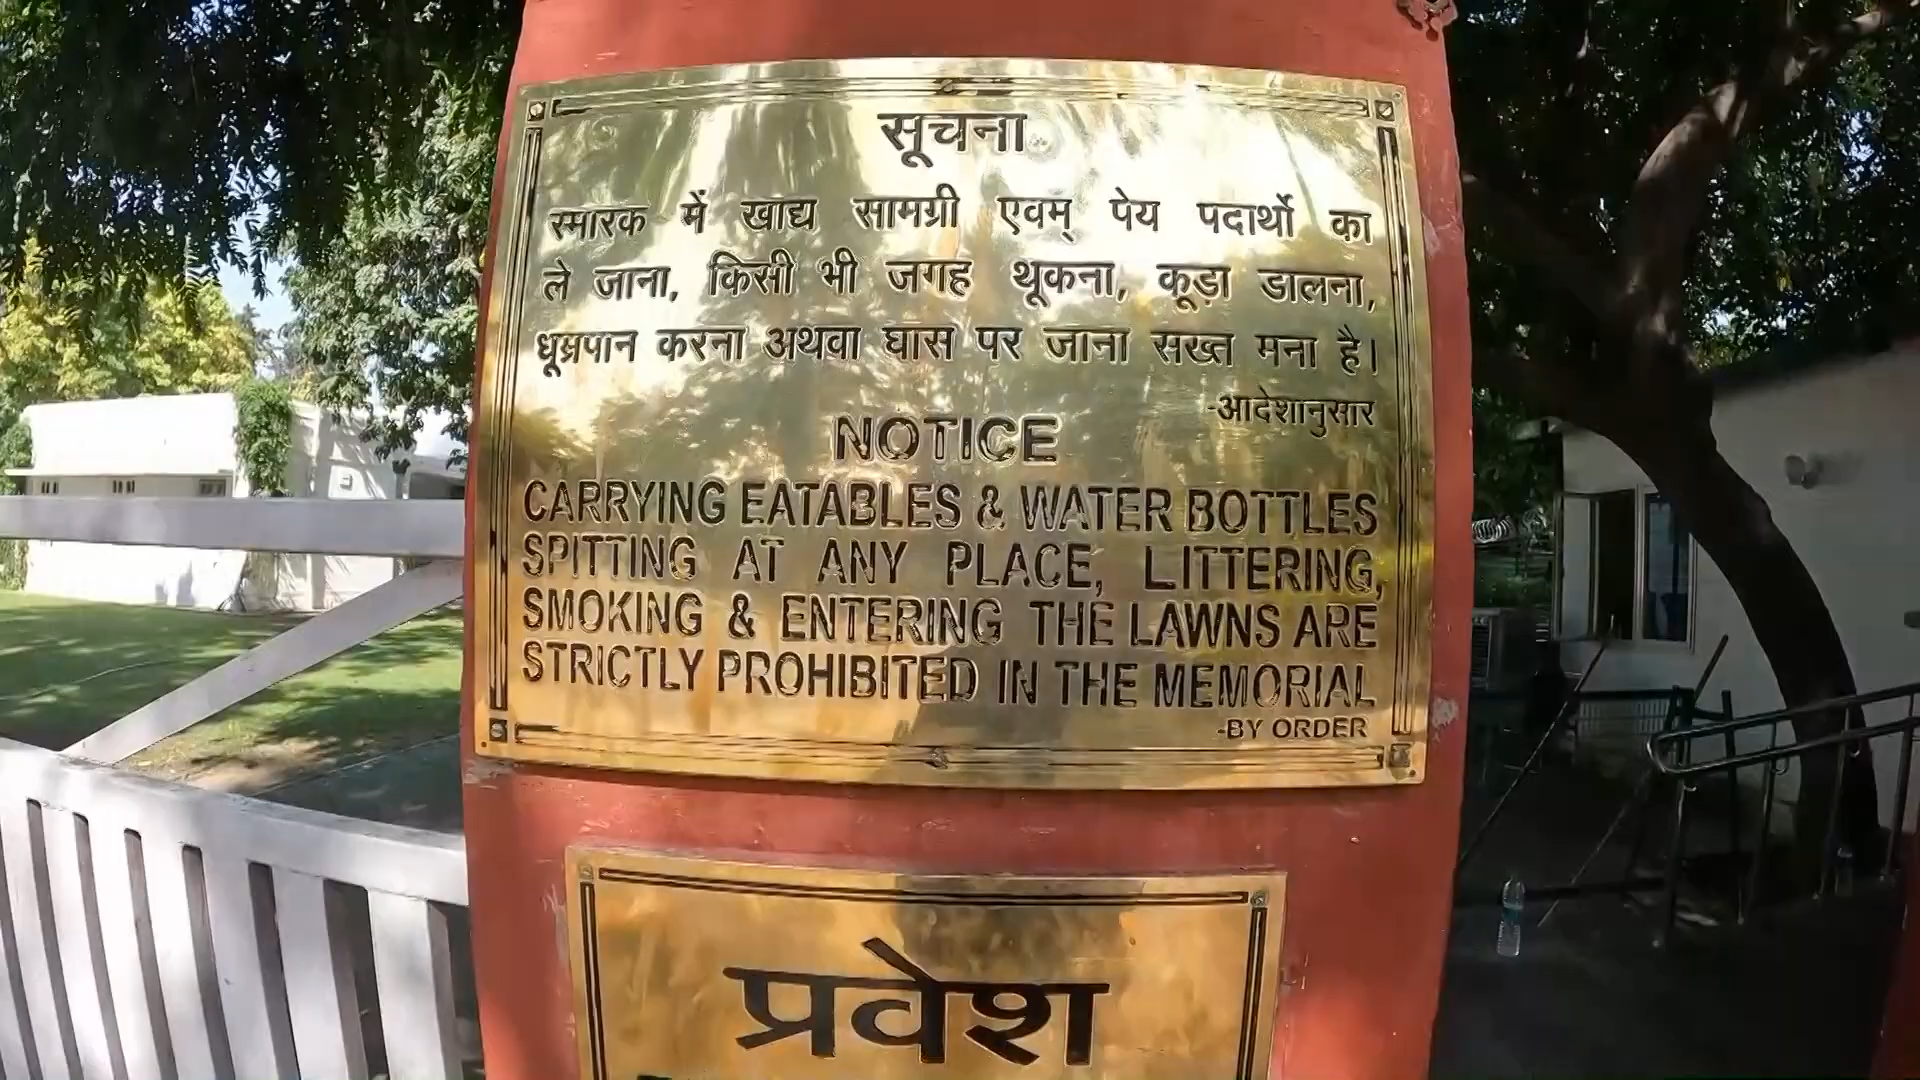 सूचना
स्मारक में खाद्य सामग्री एवम् पेय पदार्थो का
ले जाना, किसी भी जगह थूकना, कूड़ा डालना,
धूम्रपान करना अथवा घास पर जाना सख्त मना है।
-आदेशानुसार
NOTICE
CARRYING EATABLES & WATER BOTTLES
SPITTING AT ANY PLACE, LITTERING,
SMOKING & ENTERING THE LAWNS ARE
STRICTLY PROHIBITED IN THE MEMORIAL
-BY ORDER
प्रवेश